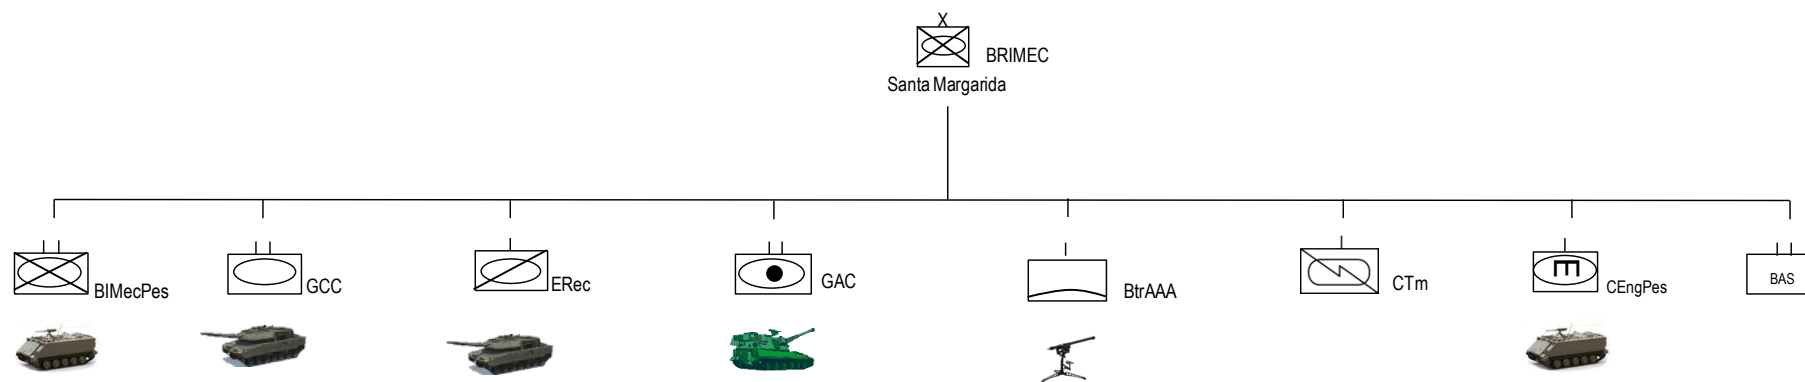 X
BRIMEC
Santa Margarida
BIMecPes
GCC
ERec
GAC
BtrAAA
CTm
CEngPes
BAS